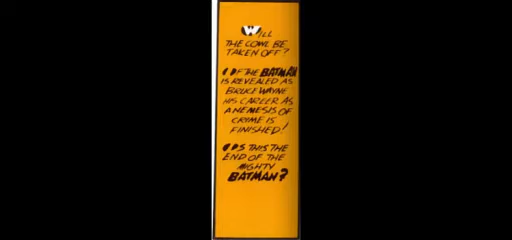 WILL
THE COWL BE
TAKEN OFF?
IF THE BATMAN
IS REVEALED AS
BRUCE WAYNE
HIS CAREER AS
A NEMESIS OF
CRIME IS
FINISHED!
IS THIS THE
END OF THE
MIGHTY
BATMAN?